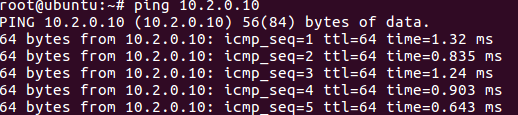 root@ubuntu:~# ping 10.2.0.10
PING 10.2.0.10 (10.2.0.10) 56(84) bytes of data.
64 bytes from 10.2.0.10: icmp_seq=1 ttl=64 time=1.32 ms
64 bytes from 10.2.0.10: icmp_seq=2 ttl=64 time=0.835 ms
64 bytes from 10.2.0.10: icmp_seq=3 ttl=64 time=1.24 ms
64 bytes from 10.2.0.10: icmp_seq=4 ttl=64 time=0.903 ms
64 bytes from 10.2.0.10: icmp_seq=5 ttl=64 time=0.643 ms